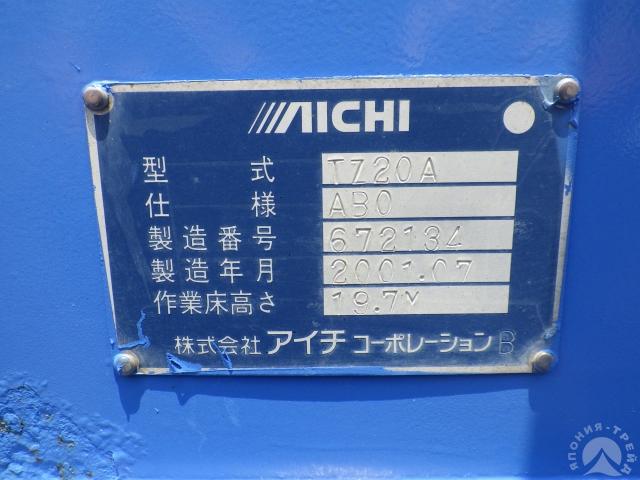 AICHI
型式 TZ20A
仕様 AB0
製造番号 672134
製造年月 2001.07
作業床高さ 19.7M
株式会社 アイチ コーポレーション B
ЯПОНИЯ-ТРЕЙД